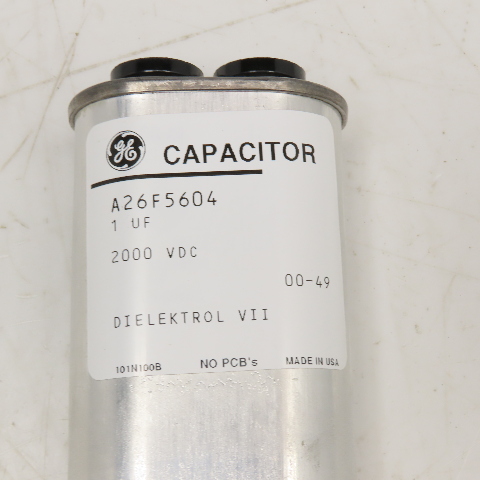 GE CAPACITOR
A26F5604
1 UF
2000 VDC
00-49
DIELEKTROL VII
101N100B NO PCB's MADE IN USA